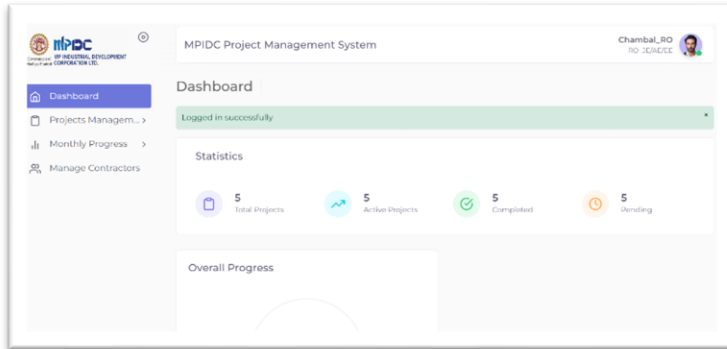 mPIDC
MP INDUSTRIAL DEVELOPMENT
CORPORATION LTD.
Dashboard
Projects Managem...
Monthly Progress
Manage Contractors
MPIDC Project Management System
Chambal_RO
RO JE/AE/EE
Dashboard
Logged in successfully
Statistics
5
Total Projects
5
Active Projects
5
Completed
5
Pending
Overall Progress